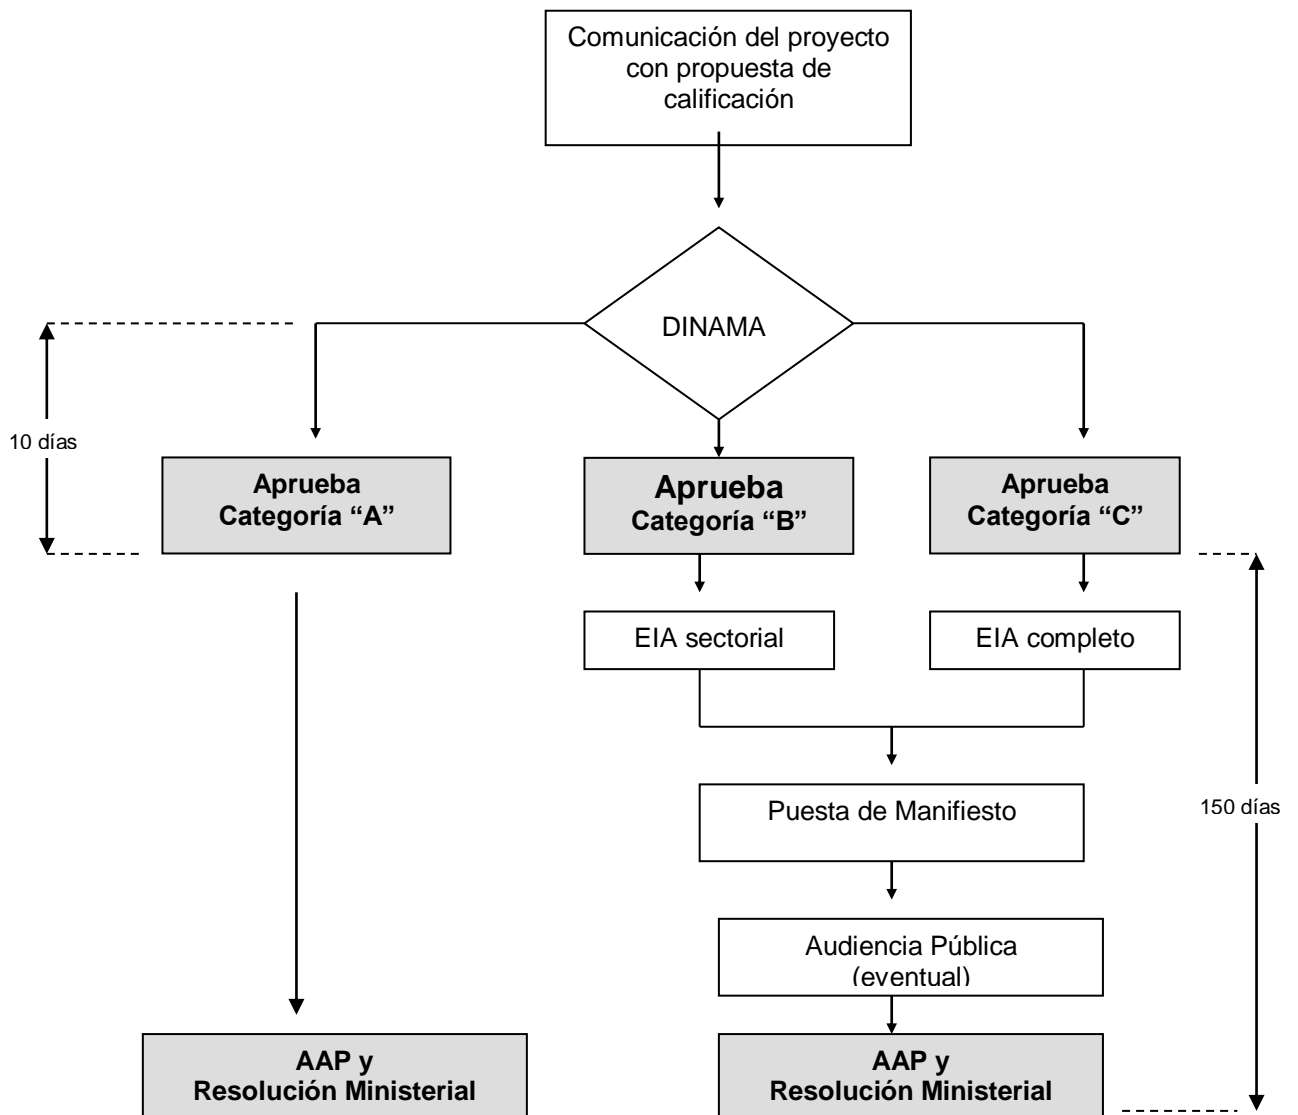 Comunicación del proyecto
con propuesta de
calificación
DINAMA
10 días
Aprueba
Categoría “A”
Aprueba
Categoría “B”
Aprueba
Categoría “C”
EIA sectorial
EIA completo
Puesta de Manifiesto
150 días
Audiencia Pública
(eventual)
AAP y
Resolución Ministerial
AAP y
Resolución Ministerial